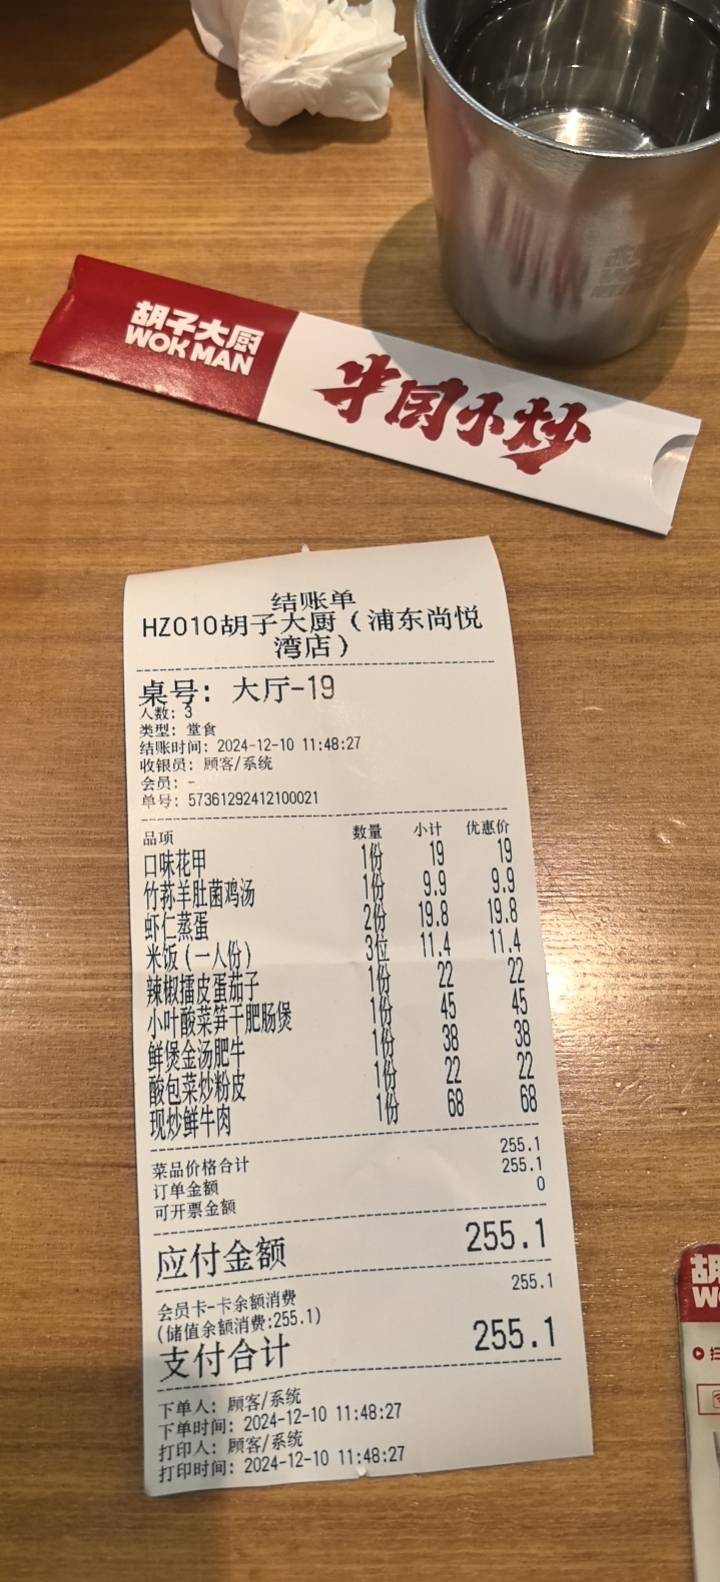 胡子大厨
WOK MAN
小炒
结账单
HZ010胡子大厨（浦东尚悦
湾店）
桌号: 大厅-19
人数: 3
类型: 堂食
结账时间: 2024-12-10 11:48:27
收银员: 顾客/系统
会员: -
单号: 57361292412100021
品项 数量 小计 优惠价
口味花甲 1份 19 19
竹荪羊肚菌鸡汤 1份 9.9 9.9
虾仁蒸蛋 2份 19.8 19.8
米饭（一人份） 3位 11.4 11.4
辣椒擂皮蛋茄子 1份 22 22
小叶酸菜笋干肥肠煲 1份 45 45
鲜煲金汤肥牛 1份 38 38
酸包菜炒粉皮 1份 22 22
现炒鲜牛肉 1份 68 68
菜品价格合计 255.1
订单金额 255.1
可开票金额 0
应付金额 255.1
会员卡-卡余额消费 255.1
(储值余额消费:255.1)
支付合计 255.1
下单人: 顾客/系统
下单时间: 2024-12-10 11:48:27
打印人: 顾客/系统
打印时间: 2024-12-10 11:48:27